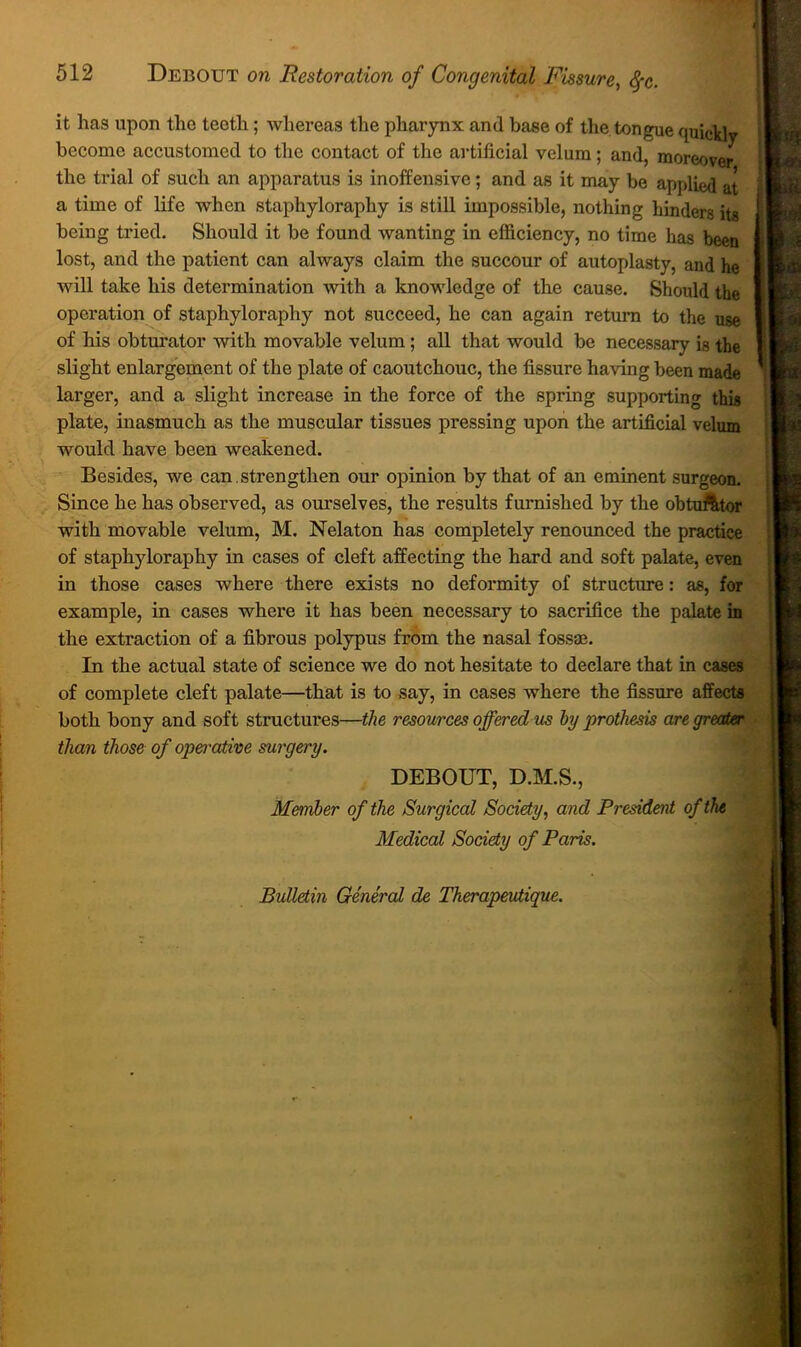 512 DEBOUT on Restoration of Congenital Fissure, &c.
it has upon the teeth; whereas the pharynx and base of the tongue quickly
become accustomed to the contact of the artificial velum; and, moreover,
the trial of such an apparatus is inoffensive; and as it may be applied at
a time of life when staphyloraphy is still impossible, nothing hinders its
being tried. Should it be found wanting in efficiency, no time has been
lost, and the patient can always claim the succour of autoplasty, and he
will take his determination with a knowledge of the cause. Should the
operation of staphyloraphy not succeed, he can again return to the use
of his obturator with movable velum; all that would be necessary is the
slight enlargement of the plate of caoutchouc, the fissure having been made
larger, and a slight increase in the force of the spring supporting this
plate, inasmuch as the muscular tissues pressing upon the artificial velum
would have been weakened.
Besides, we can strengthen our opinion by that of an eminent surgeon.
Since he has observed, as ourselves, the results furnished by the obturator
with movable velum, M. Nelaton has completely renounced the practice
of staphyloraphy in cases of cleft affecting the hard and soft palate, even
in those cases where there exists no deformity of structure: as, for
example, in cases where it has been necessary to sacrifice the palate in
the extraction of a fibrous polypus from the nasal fossæ.
In the actual state of science we do not hesitate to declare that in cases
of complete cleft palate—that is to say, in cases where the fissure affects
both bony and soft structures—the resources offered us by prothesis are greater
than those of operative surgery.
DEBOUT, D.M.S.,
Member of the Surgical Society, and President of the
Medical Society of Paris.
Bulletin Général de Therapeutique.